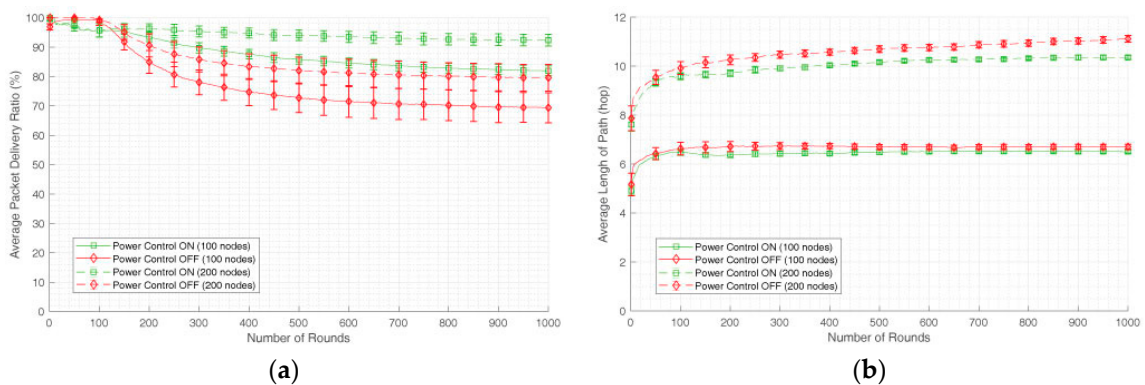 Average Packet Delivery Ratio (%)
100
90
80
70
60
50
40
30
20
10
0
Power Control ON (100 nodes)
Power Control OFF (100 nodes)
Power Control ON (200 nodes)
Power Control OFF (200 nodes)
0 100 200 300 400 500 600 700 800 900 1000
Number of Rounds
(a)
Average Lengh of Path (hop)
12
10
8
6
4
2
0
Power Control ON (100 nodes)
Power Control OFF (100 nodes)
Power Control ON (200 nodes)
Power Control OFF (200 nodes)
0 100 200 300 400 500 600 700 800 900 1000
Number of Rounds
(b)